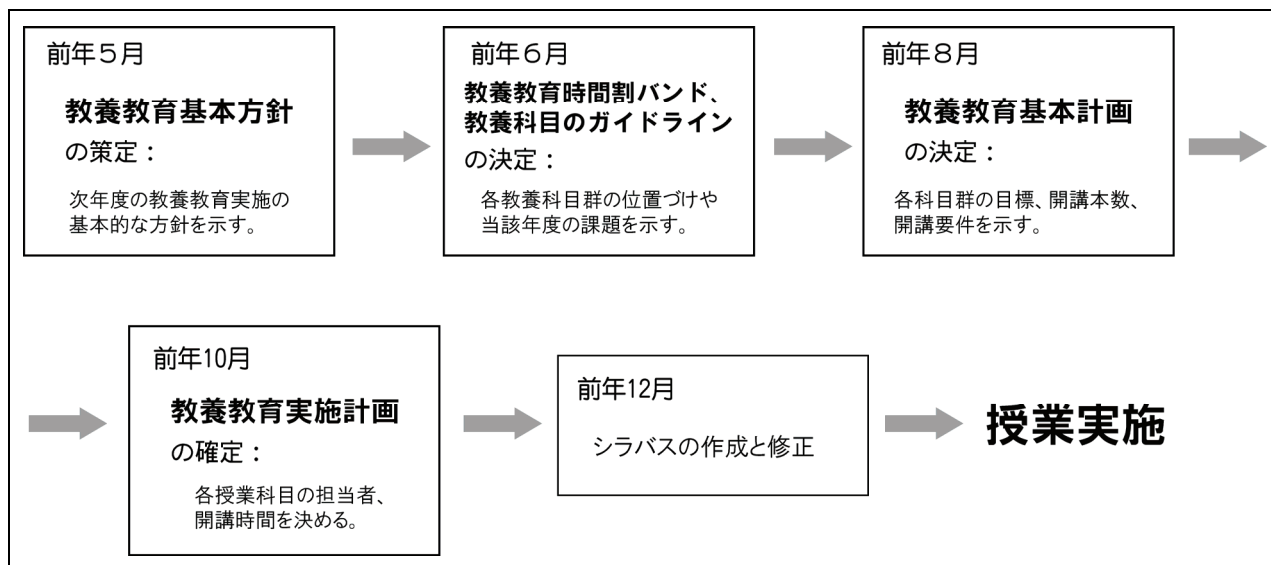 前年５月
教養教育基本方針
の策定：
次年度の教養教育実施の
基本的な方針を示す。
前年６月
教養教育時間割バンド、
教養科目のガイドライン
の決定：
各教養科目群の位置づけや
当該年度の課題を示す。
前年８月
教養教育基本計画
の決定：
各科目群の目標、開講本数、
開講要件を示す。
前年10月
教養教育実施計画
の確定：
各授業科目の担当者、
開講時間を決める。
前年12月
シラバスの作成と修正
授業実施